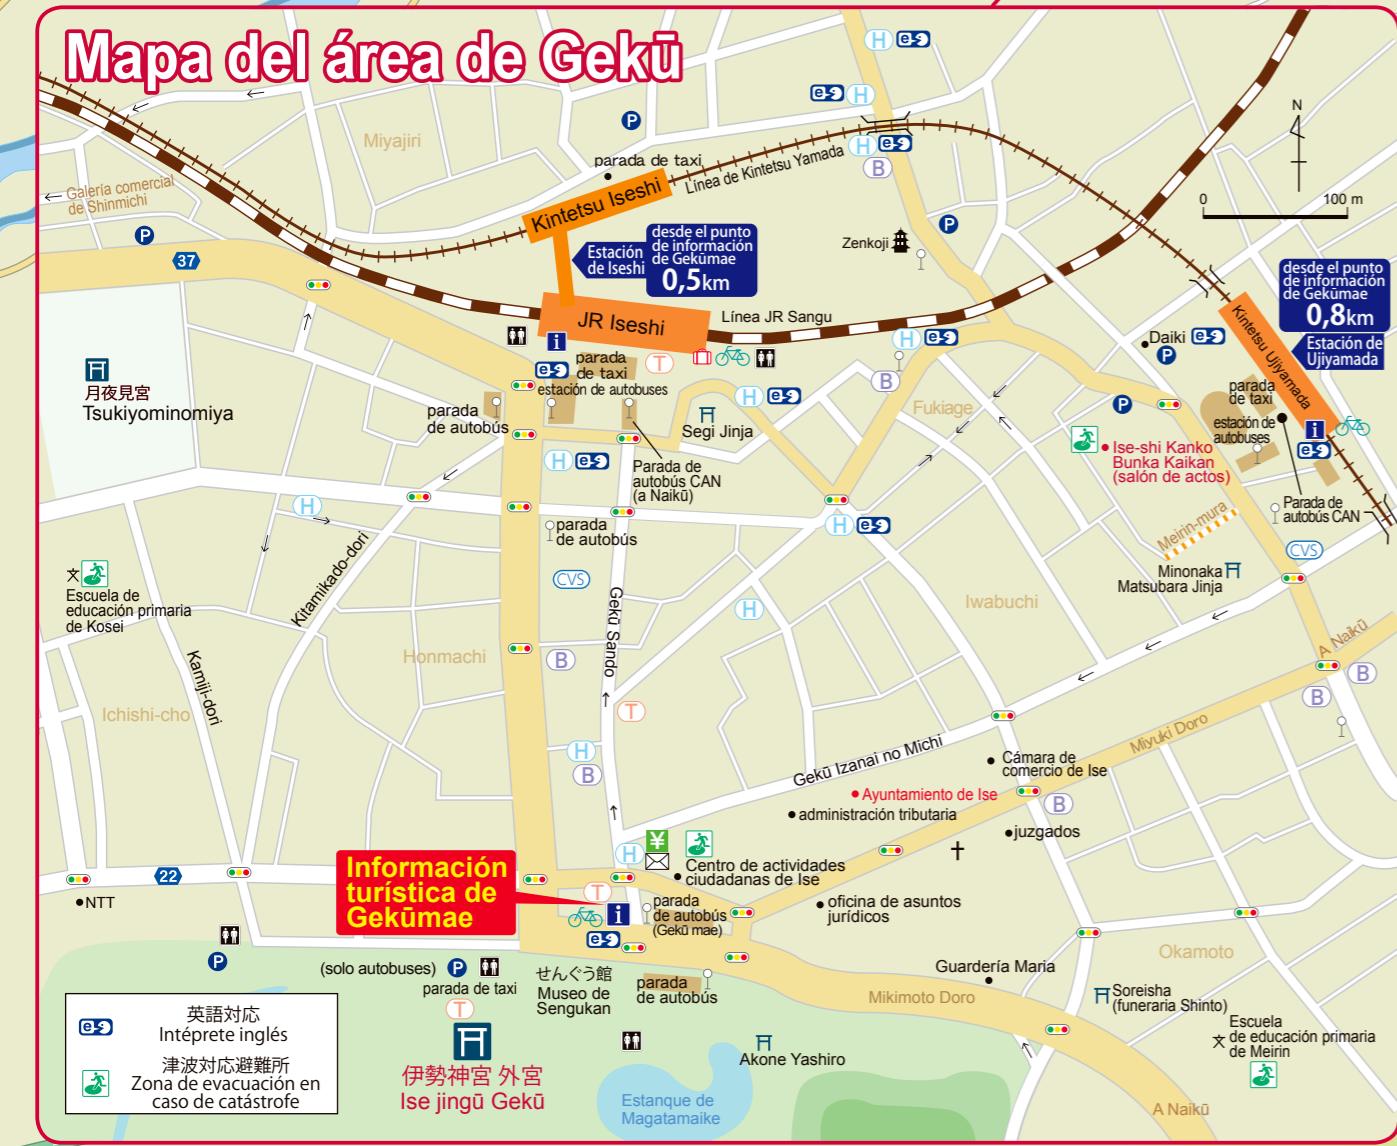 Mapa del área de Gekū
H
H
Miyajiri
P
parada de taxi
Línea de Kintetsu Yamada
H
B
N
0
100 m
Galería comercial
de Shinmichi
P
37
Kintetsu Iseshi
Estación
de Iseshi
desde el punto
de información
de Gekūmae
0,5km
Zenkoji
P
desde el punto
de información
de Gekūmae
0,8km
Estación de
Ujiyamada
Kintetsu Ujiyamada
JR Iseshi
Línea JR Sangu
i
T
H
B
Daiki
P
月夜見宮
Tsukiyominomiya
parada
de taxi
estación de autobuses
parada
de autobús
H
Segi Jinja
Fukiage
P
parada
de taxi
estación de
autobuses
i
Ise-shi Kanko
Bunka Kaikan
(salón de actos)
Parada de
autobús CAN
(a Naikū)
H
H
parada
de autobús
H
Parada de
autobús CAN
Meirin-mura
CVS
Minonaka
Matsubara Jinja
文
Escuela de
educación primaria
de Kosei
Kitamikado-dori
CVS
Gekū Sando
H
Iwabuchi
Honmachi
B
Kamiji-dori
Ichishi-cho
T
A Naikū
B
B
H
B
Gekū Izanai no Michi
Miyuki Doro
Cámara de
comercio de Ise
Ayuntamiento de Ise
administración tributaria
B
juzgados
¥
H
Centro de actividades
ciudadanas de Ise
Información
turística de
Gekūmae
22
NTT
T
i
parada
de autobús
(Gekū mae)
oficina de asuntos
jurídicos
P
(solo autobuses)
P
parada de taxi
T
せんぐう館
Museo de
Sengukan
parada
de autobús
Guardería Maria
Okamoto
Mikimoto Doro
Soreisha
(funeraria Shinto)
文
Escuela
de educación primaria
de Meirin
英語対応
Intéprete inglés
津波対応避難所
Zona de evacuación en
caso de catástrofe
伊勢神宮 外宮
Ise jingū Gekū
Akone Yashiro
Estanque de
Magatamaike
A Naikū